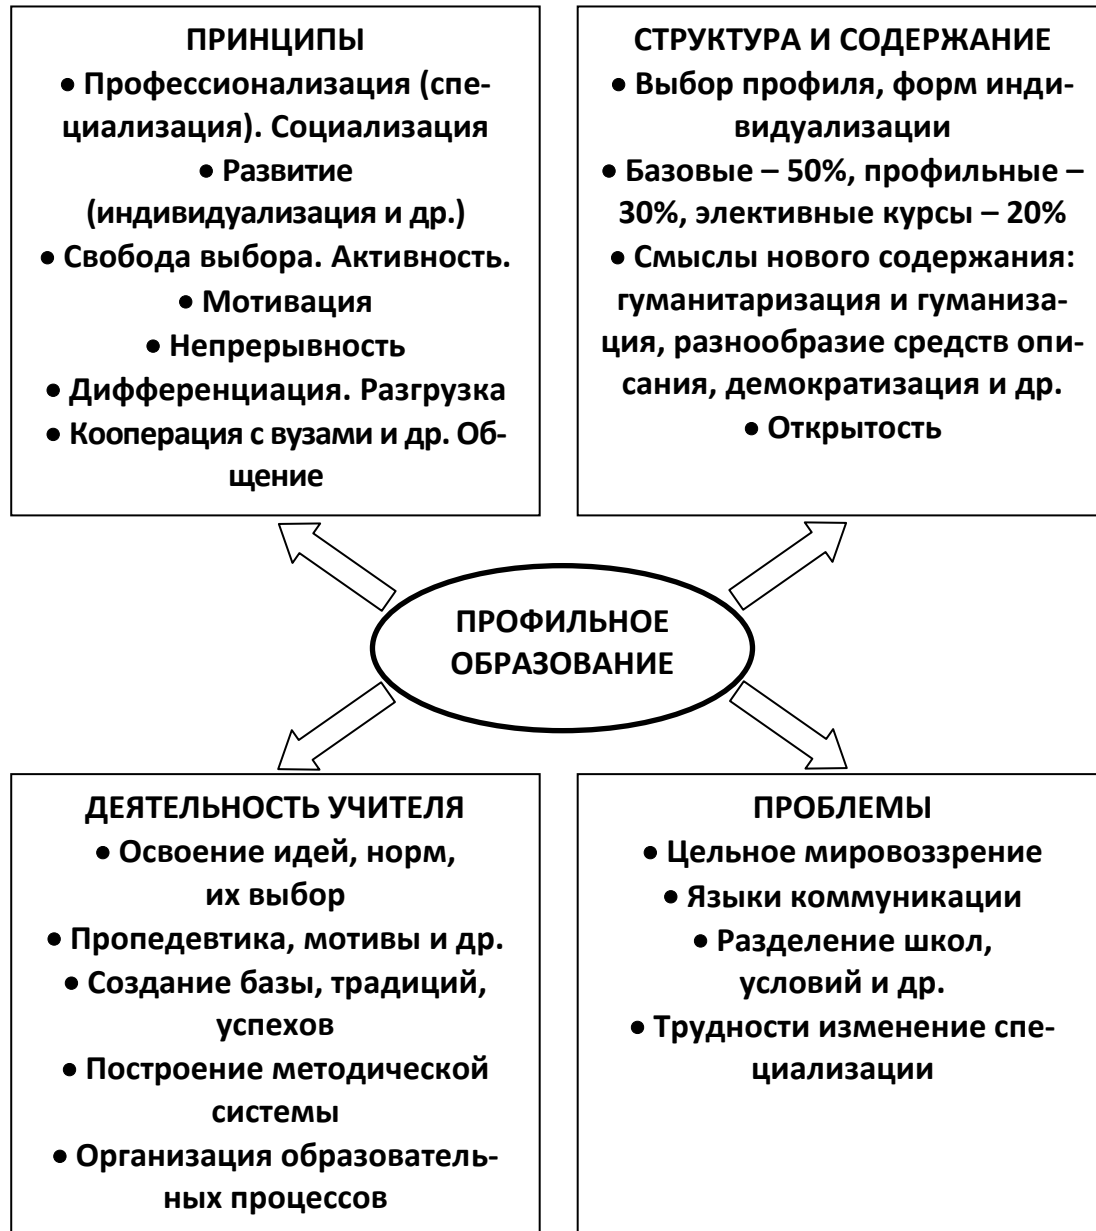 ПРИНЦИПЫ
• Профессионализация (спе-
циализация). Социализация
• Развитие
(индивидуализация и др.)
• Свобода выбора. Активность.
• Мотивация
• Непрерывность
• Дифференциация. Разгрузка
• Кооперация с вузами и др. Об-
щение
СТРУКТУРА И СОДЕРЖАНИЕ
• Выбор профиля, форм инди-
видуализации
• Базовые – 50%, профильные –
30%, элективные курсы – 20%
• Смыслы нового содержания:
гуманитаризация и гуманиза-
ция, разнообразие средств опи-
сания, демократизация и др.
• Открытость
ПРОФИЛЬНОЕ
ОБРАЗОВАНИЕ
ДЕЯТЕЛЬНОСТЬ УЧИТЕЛЯ
• Освоение идей, норм,
их выбор
• Пропедевтика, мотивы и др.
• Создание базы, традиций,
успехов
• Построение методической
системы
• Организация образователь-
ных процессов
ПРОБЛЕМЫ
• Цельное мировоззрение
• Языки коммуникации
• Разделение школ,
условий и др.
• Трудности изменение спе-
циализации